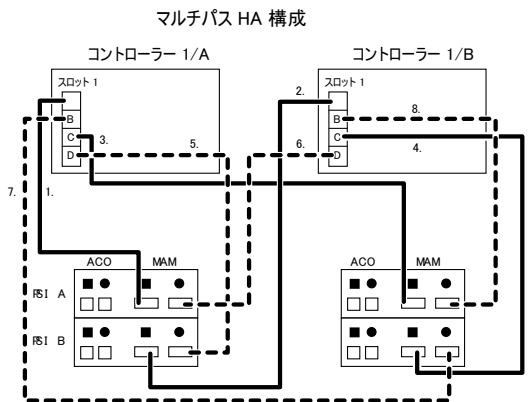 マルチパス HA 構成
コントローラー 1/A
コントローラー 1/B
スロット 1
B
C
D
スロット 1
B
C
D
1.
2.
3.
4.
5.
6.
7.
8.
ACO MAM
PSI A
PSI B
ACO MAM